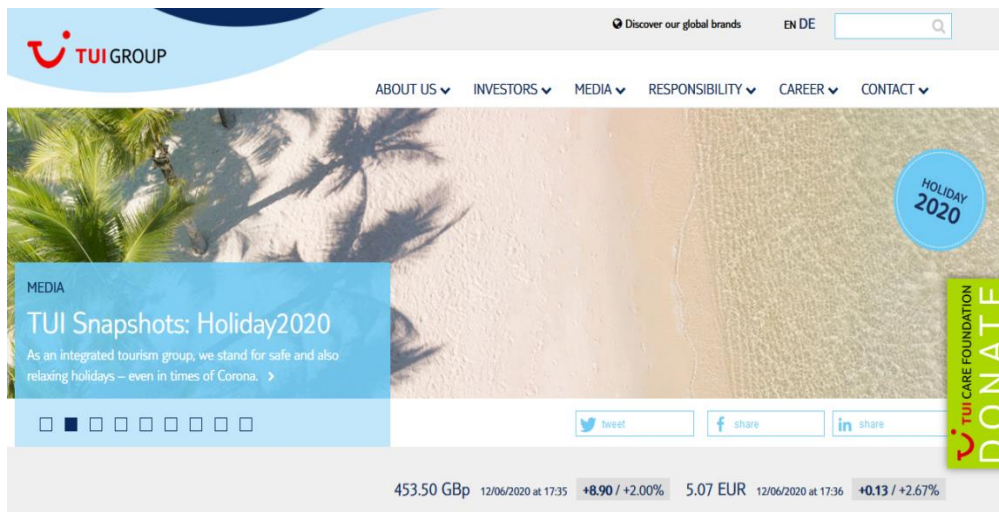 Discover our global brands EN DE
TUI GROUP
ABOUT US INVESTORS MEDIA RESPONSIBILITY CAREER CONTACT
HOLIDAY
2020
MEDIA
TUI Snapshots: Holiday2020
As an integrated tourism group, we stand for safe and also
relaxing holidays – even in times of Corona.
TUI CARE FOUNDATION
DONATE
tweet share share
453.50 GBp 12/06/2020 at 17:35 +8.90 / +2.00% 5.07 EUR 12/06/2020 at 17:36 +0.13 / +2.67%